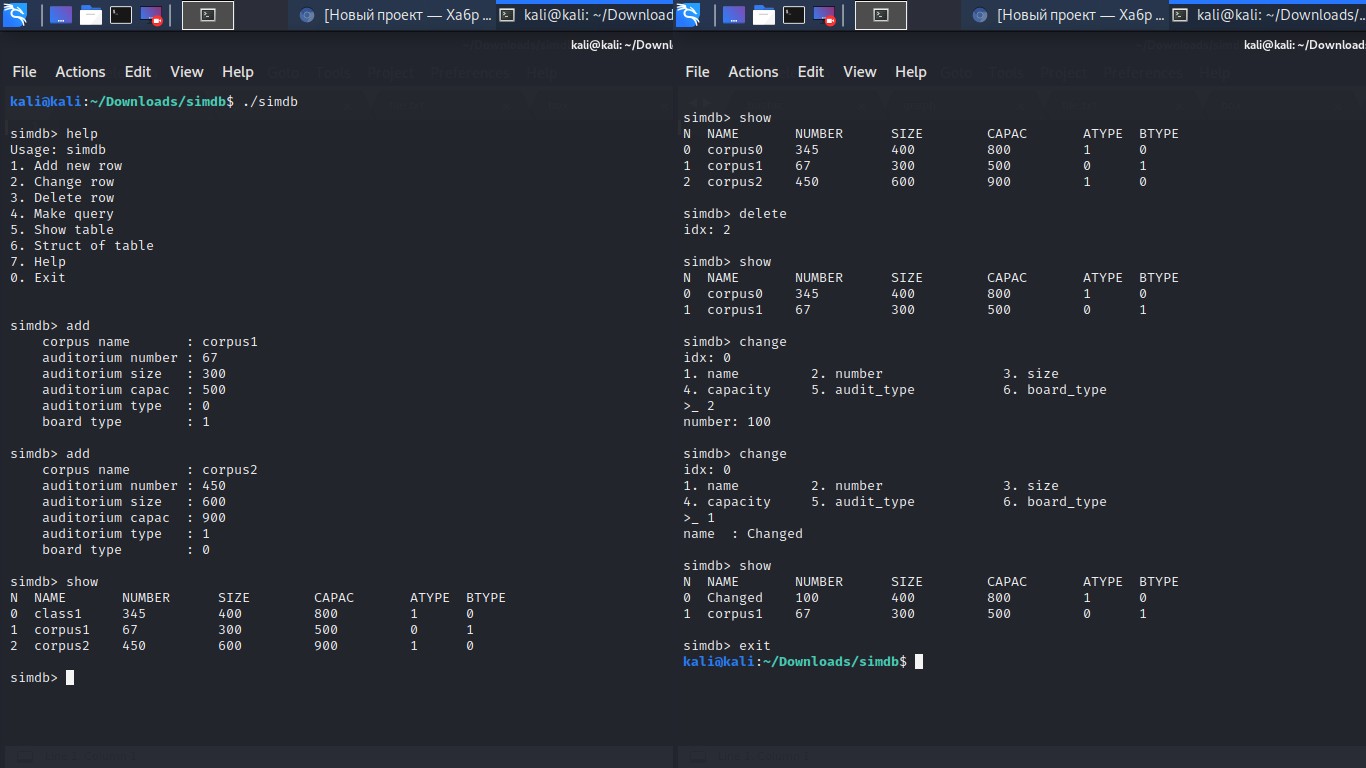 [Новый проект — Хабр ...
kali@kali: ~/Download
kali@kali: ~/Downl
File Actions Edit View Help
kali@kali:~/Downloads/simdb$ ./simdb
simdb> help
Usage: simdb
1. Add new row
2. Change row
3. Delete row
4. Make query
5. Show table
6. Struct of table
7. Help
0. Exit
simdb> add
corpus name : corpus1
auditorium number : 67
auditorium size : 300
auditorium capac : 500
auditorium type : 0
board type : 1
simdb> add
corpus name : corpus2
auditorium number : 450
auditorium size : 600
auditorium capac : 900
auditorium type : 1
board type : 0
simdb> show
N NAME NUMBER SIZE CAPAC ATYPE BTYPE
0 class1 345 400 800 1 0
1 corpus1 67 300 500 0 1
2 corpus2 450 600 900 1 0
simdb>
[Новый проект — Хабр ...
kali@kali: ~/Downloads/...
kali@kali: ~/Download
File Actions Edit View Help
simdb> show
N NAME NUMBER SIZE CAPAC ATYPE BTYPE
0 corpus0 345 400 800 1 0
1 corpus1 67 300 500 0 1
2 corpus2 450 600 900 1 0
simdb> delete
idx: 2
simdb> show
N NAME NUMBER SIZE CAPAC ATYPE BTYPE
0 corpus0 345 400 800 1 0
1 corpus1 67 300 500 0 1
simdb> change
idx: 0
1. name 2. number 3. size
4. capacity 5. audit_type 6. board_type
>_ 2
number: 100
simdb> change
idx: 0
1. name 2. number 3. size
4. capacity 5. audit_type 6. board_type
>_ 1
name : Changed
simdb> show
N NAME NUMBER SIZE CAPAC ATYPE BTYPE
0 Changed 100 400 800 1 0
1 corpus1 67 300 500 0 1
simdb> exit
kali@kali:~/Downloads/simdb$